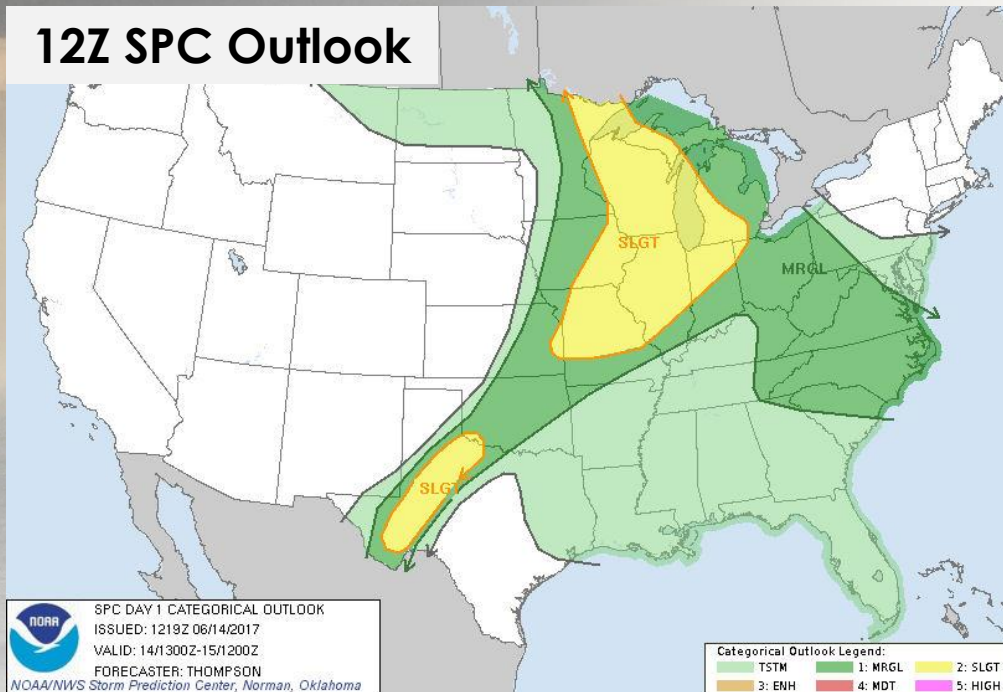 12Z SPC Outlook
SLGT
MRGL
SLGT
NOAA
SPC DAY 1 CATEGORICAL OUTLOOK
ISSUED: 1219Z 06/14/2017
VALID: 14/1300Z-15/1200Z
FORECASTER: THOMPSON
NOAA/NWS Storm Prediction Center, Norman, Oklahoma
Categorical Outlook Legend:
TSTM 1: MRGL 2: SLGT
3: ENH 4: MDT 5: HIGH